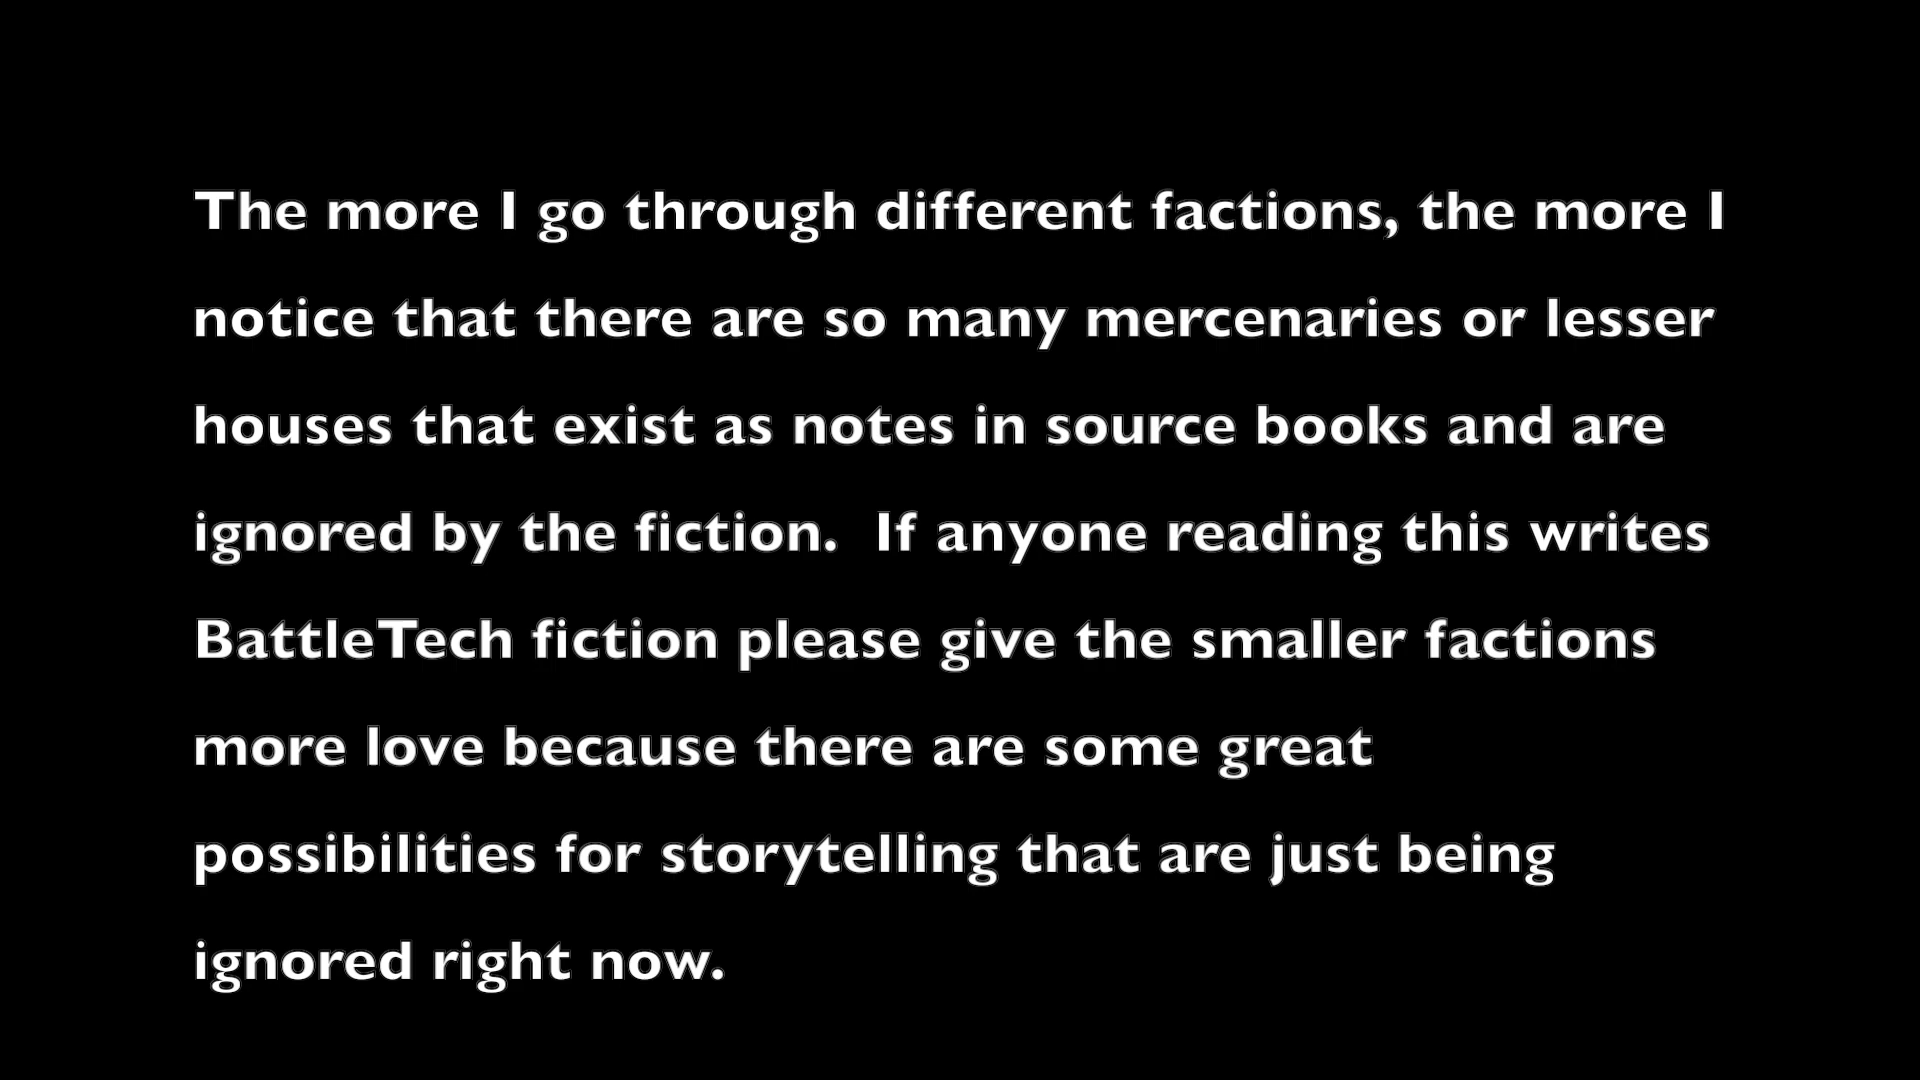 The more I go through different factions, the more I
notice that there are so many mercenaries or lesser
houses that exist as notes in source books and are
ignored by the fiction.  If anyone reading this writes
BattleTech fiction please give the smaller factions
more love because there are some great
possibilities for storytelling that are just being
ignored right now.